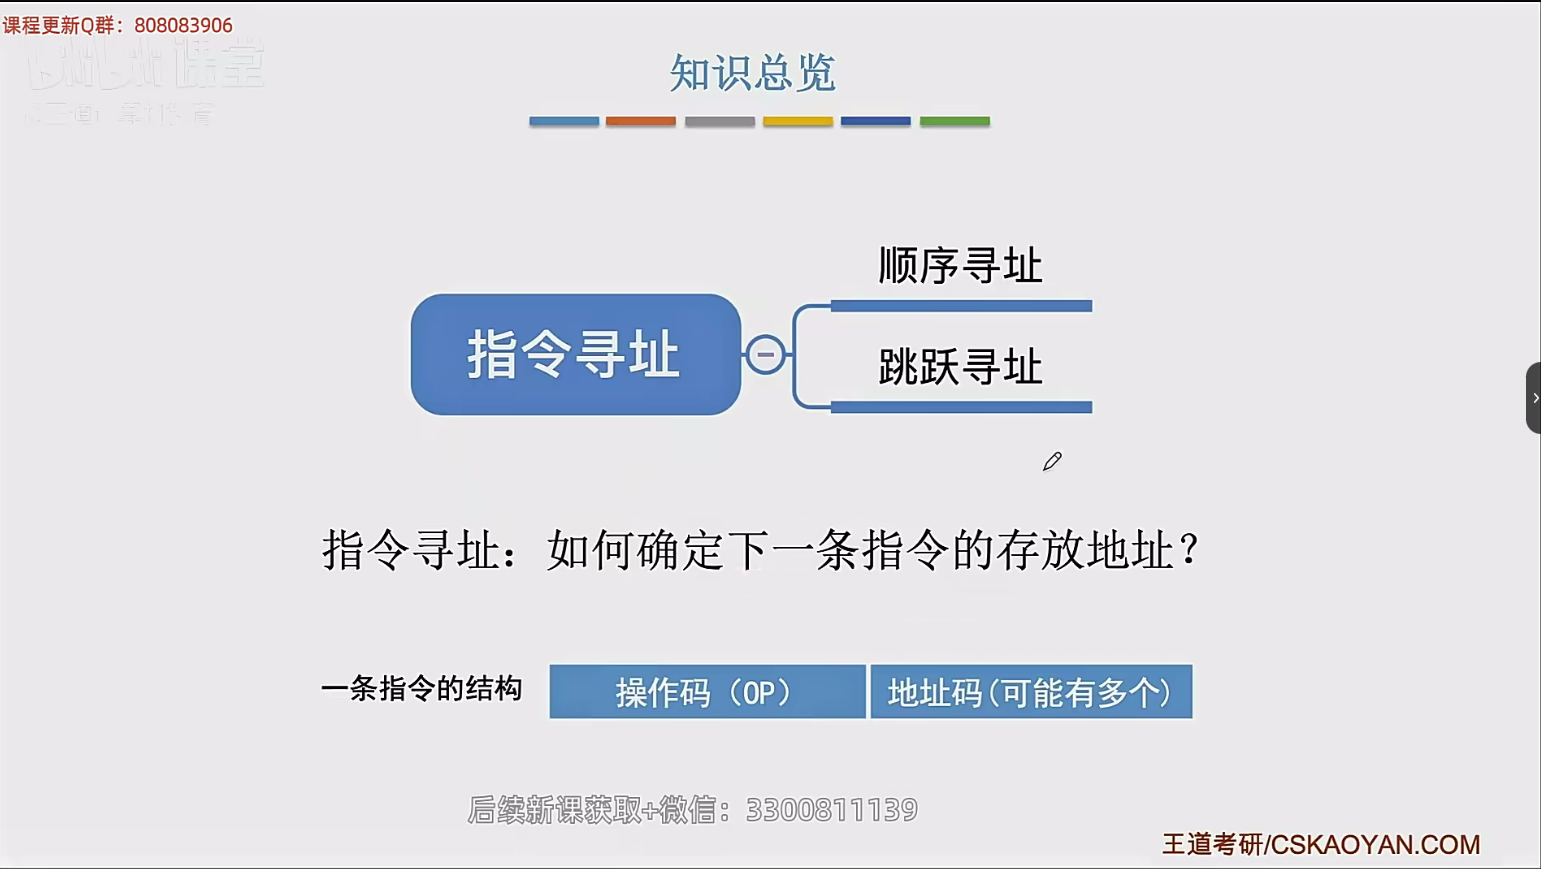 课程更新Q群：808083906
课堂
知识总览
顺序寻址
指令寻址
跳跃寻址
指令寻址：如何确定下一条指令的存放地址？
一条指令的结构
操作码（OP）
地址码(可能有多个)
后续新课获取+微信：3300811139
王道考研/CSKAOYAN.COM